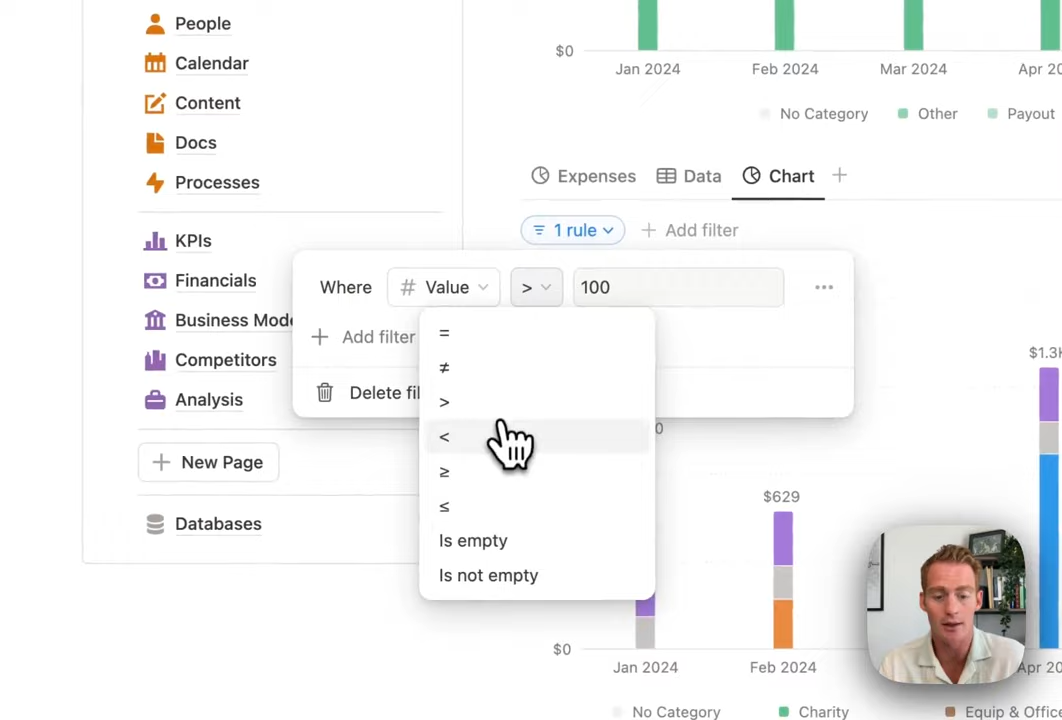 People
Calendar
Content
Docs
Processes
KPIs
Financials
Business Mode
Competitors
Analysis
New Page
Databases
$0
Jan 2024
Feb 2024
Mar 2024
Apr 20
No Category
Other
Payout
Expenses
Data
Chart
1 rule
Add filter
Where
# Value
>
100
Add filter
Delete fil
=
≠
>
<
≥
≤
Is empty
Is not empty
0
$1.3K
$629
$0
Jan 2024
Feb 2024
Apr 20
No Category
Charity
Equip & Office